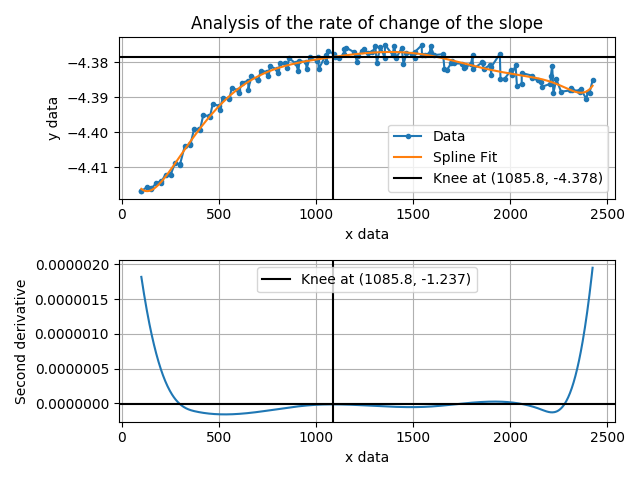 Analysis of the rate of change of the slope
y data
−4.38
−4.39
−4.40
−4.41
Data
Spline Fit
Knee at (1085.8, -4.378)
0 500 1000 1500 2000 2500
x data
Second derivative
0.0000020
0.0000015
0.0000010
0.0000005
0.0000000
Knee at (1085.8, -1.237)
0 500 1000 1500 2000 2500
x data